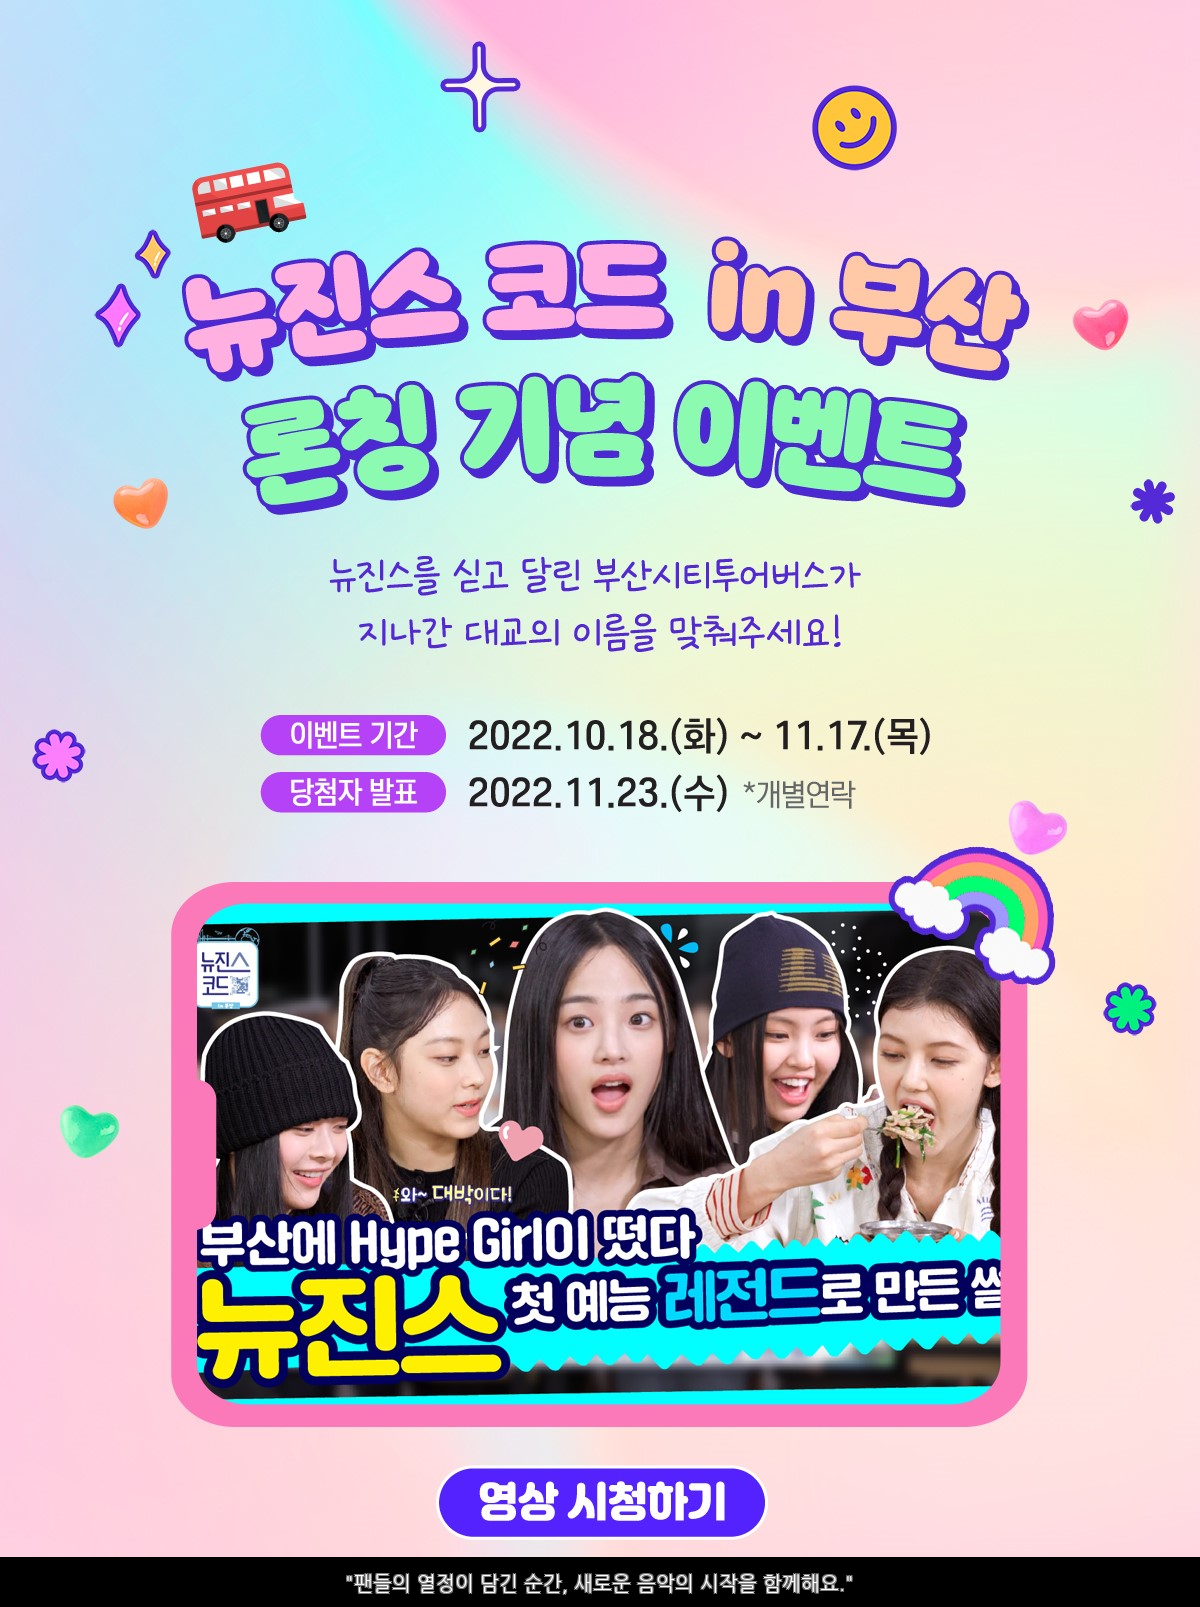 뉴진스 코드 in 부산
론칭 기념 이벤트
뉴진스를 싣고 달린 부산시티투어버스가
지나간 대교의 이름을 맞춰주세요!
이벤트 기간 2022.10.18.(화) ~ 11.17.(목)
당첨자 발표 2022.11.23.(수) *개별연락
뉴진스
코드
in 부산
와~ 대박이다!
부산에 Hype Girl이 떴다
뉴진스 첫 예능 레전드로 만든 썰
영상 시청하기
"팬들의 열정이 담긴 순간, 새로운 음악의 시작을 함께해요."